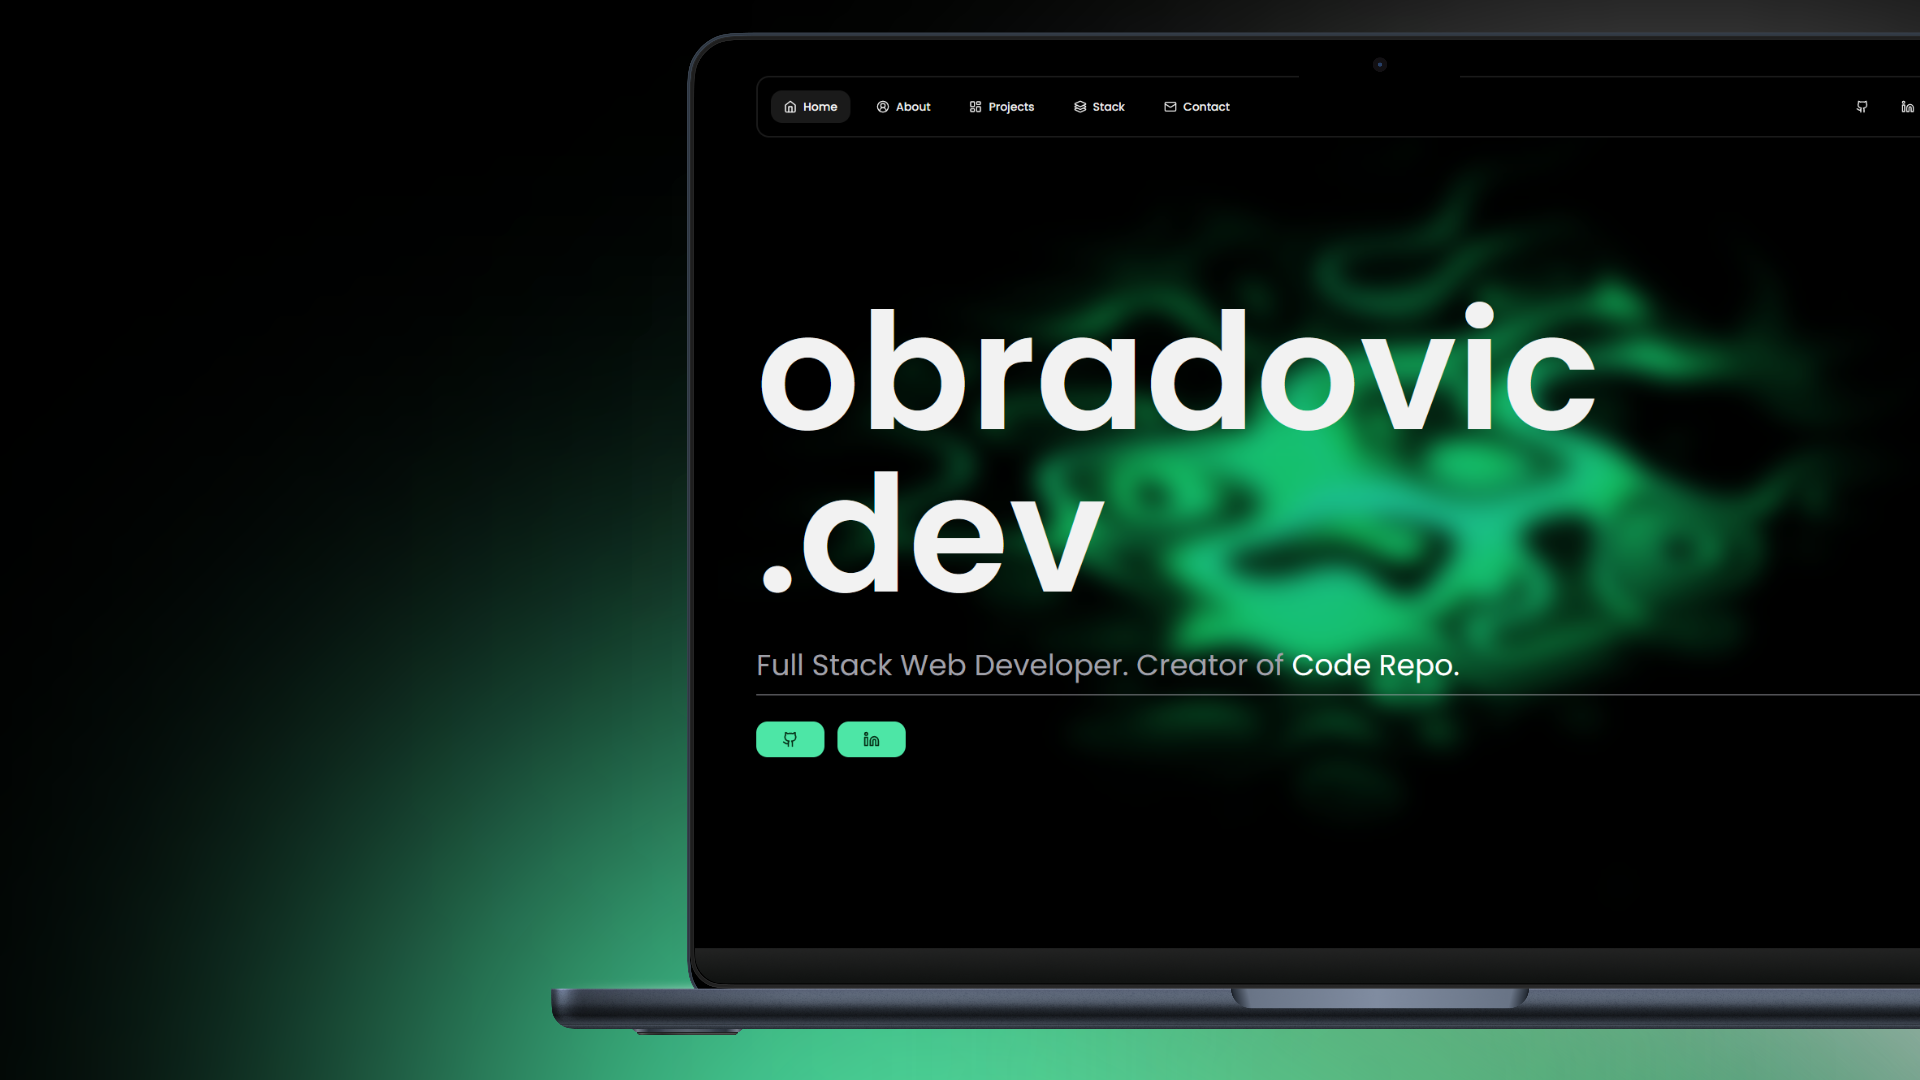 Home About Projects Stack Contact
obradovic
.dev
Full Stack Web Developer. Creator of Code Repo.